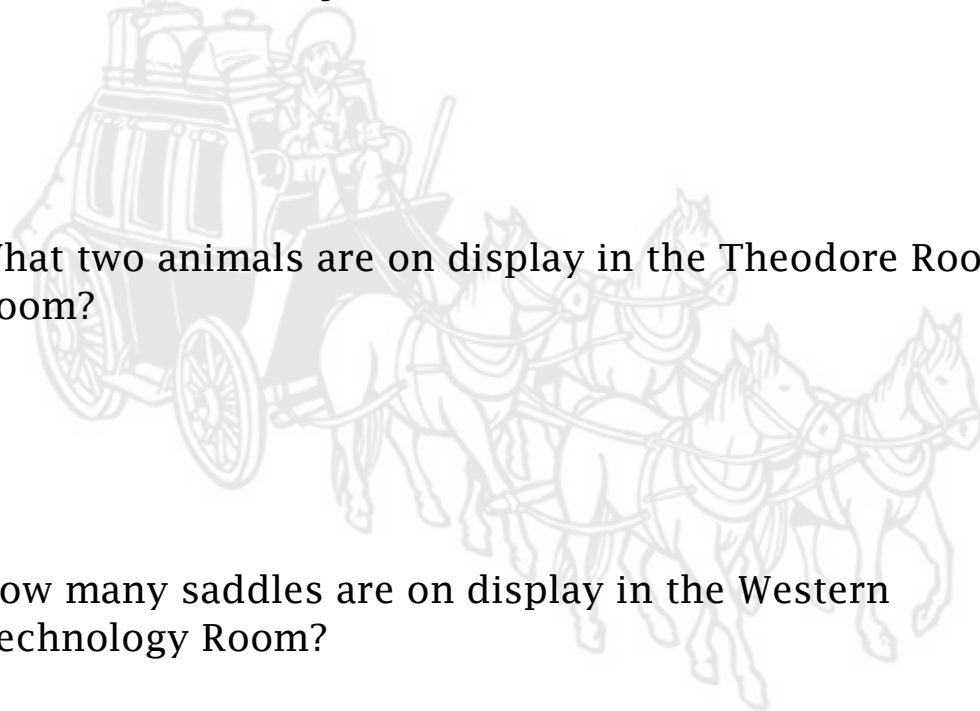 hat two animals are on display in the Theodore Roo
oom?
ow many saddles are on display in the Western
echnology Room?